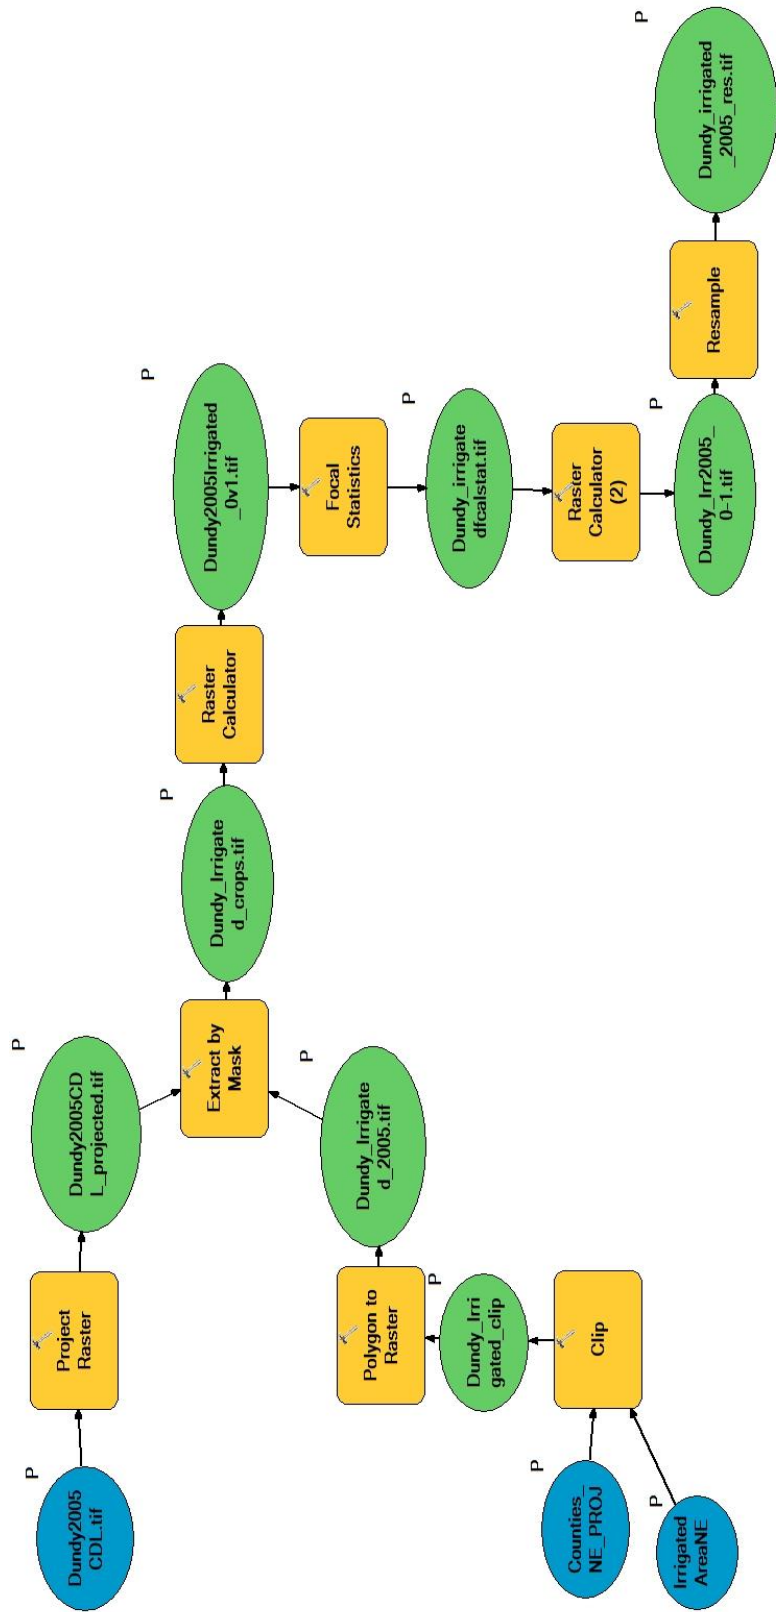 Dundy2005
CDL.tif
P
Project
Raster
Dundy2005CD
L_projected.tif
P
Counties_
NE_PROJ
P
Irrigated
AreaNE
P
Clip
Dundy_Irri
gated_clip
P
Polygon to
Raster
Dundy_Irrigate
d_2005.tif
P
Extract by
Mask
Dundy_Irrigate
d_crops.tif
P
Raster
Calculator
Dundy2005Irrigated
_0v1.tif
P
Focal
Statistics
Dundy_irrigate
dfcalstat.tif
P
Raster
Calculator
(2)
Dundy_Irr2005_
0-1.tif
P
Resample
Dundy_irrigated
_2005_res.tif
P